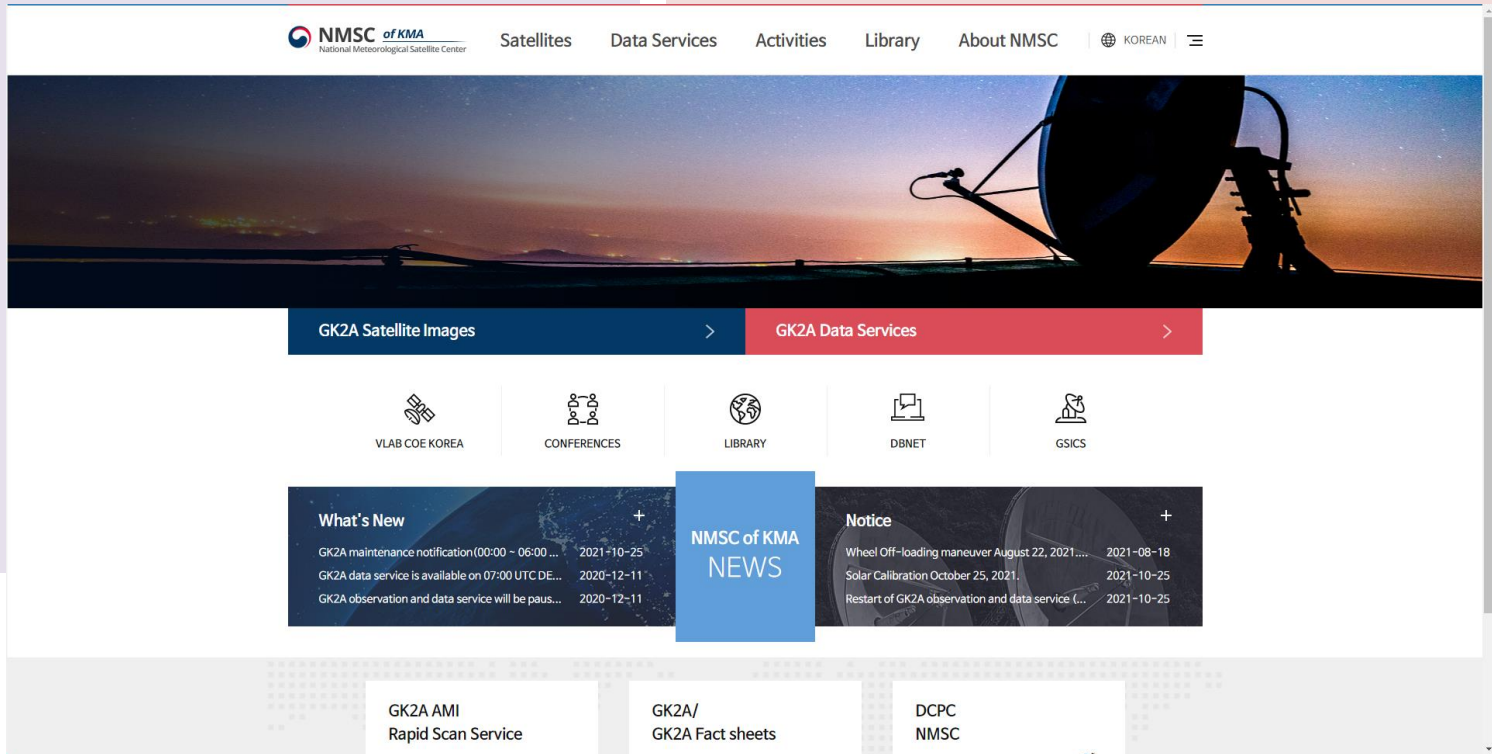 NMSC of KMA
National Meteorological Satellite Center
Satellites
Data Services
Activities
Library
About NMSC
KOREAN
GK2A Satellite Images
GK2A Data Services
VLAB COE KOREA
CONFERENCES
LIBRARY
DBNET
GSICS
What's New
GK2A maintenance notification(00:00 ~ 06:00 ... 2021-10-25
GK2A data service is available on 07:00 UTC DE... 2020-12-11
GK2A observation and data service will be paus... 2020-12-11
NMSC of KMA
NEWS
Notice
Wheel Off-loading maneuver August 22, 2021.... 2021-08-18
Solar Calibration October 25, 2021. 2021-10-25
Restart of GK2A observation and data service (... 2021-10-25
GK2A AMI
Rapid Scan Service
GK2A/
GK2A Fact sheets
DCPC
NMSC